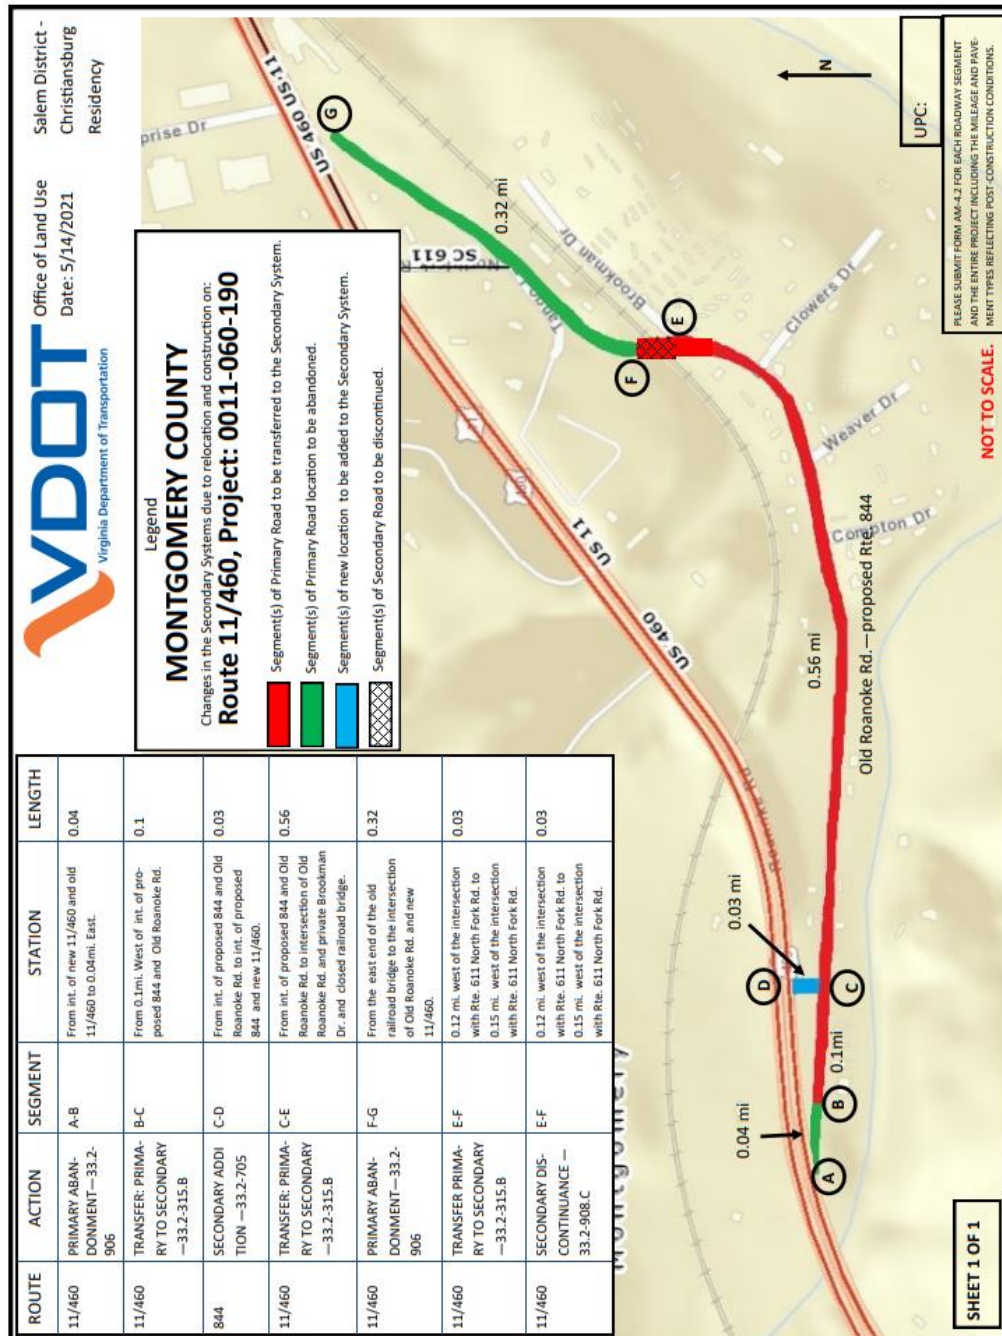 VDOT
Virginia Department of Transportation
Office of Land Use
Date: 5/14/2021
Salem District -
Christiansburg
Residency
Legend
MONTGOMERY COUNTY
Changes in the Secondary Systems due to relocation and construction on:
Route 11/460, Project: 0011-060-190
Segment(s) of Primary Road to be transferred to the Secondary System.
Segment(s) of Primary Road location to be abandoned.
Segment(s) of new location to be added to the Secondary System.
Segment(s) of Secondary Road to be discontinued.
ROUTE ACTION SEGMENT STATION LENGTH
11/460 PRIMARY ABAN- A-B From int. of new 11/460 and old 0.04
DONMENT—33.2- 11/460 to 0.04mi. East.
906
11/460 TRANSFER: PRIMA- B-C From 0.1mi. West of int. of pro- 0.1
RY TO SECONDARY posed 844 and Old Roanoke Rd.
—33.2-315.B
844 SECONDARY ADDI C-D From int. of proposed 844 and Old 0.03
TION —33.2-705 Roanoke Rd. to int. of proposed
844 and new 11/460.
11/460 TRANSFER: PRIMA- C-E From int. of proposed 844 and Old 0.56
RY TO SECONDARY Roanoke Rd. to intersection of Old
—33.2-315.B Roanoke Rd. and private Brookman
Dr. and closed railroad bridge.
11/460 PRIMARY ABAN- F-G From the east end of the old 0.32
DONMENT—33.2- railroad bridge to the intersection
906 of Old Roanoke Rd. and new
11/460.
11/460 TRANSFER PRIMA- E-F 0.12 mi. west of the intersection 0.03
RY TO SECONDARY with Rte. 611 North Fork Rd. to
—33.2-315.B 0.15 mi. west of the intersection
with Rte. 611 North Fork Rd.
11/460 SECONDARY DIS- E-F 0.12 mi. west of the intersection 0.03
CONTINUANCE — with Rte. 611 North Fork Rd. to
33.2-908.C 0.15 mi. west of the intersection
with Rte. 611 North Fork Rd.
prise Dr
US 460 US-11
G
0.32 mi
SC 611
Brookman Dr
E
F
Clowers Dr
Weaver Dr
Compton Dr
US 11
US 460
Roanoke Rd
0.56 mi
Old Roanoke Rd.—proposed Rte. 844
0.03 mi
D
C
0.1mi
B
0.04 mi
A
Montgomery
N
UPC:
PLEASE SUBMIT FORM AM-4.2 FOR EACH ROADWAY SEGMENT
AND THE ENTIRE PROJECT INCLUDING THE MILEAGE AND PAVE-
MENT TYPES REFLECTING POST-CONSTRUCTION CONDITIONS.
NOT TO SCALE.
SHEET 1 OF 1